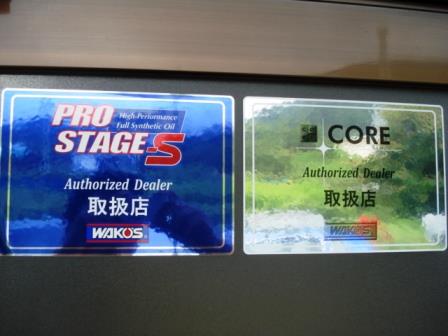 PRO
STAGE-S
High-Performance
Full Synthetic Oil
Authorized Dealer
取扱店
WAKO'S
CORE
Authorized Dealer
取扱店
WAKO'S